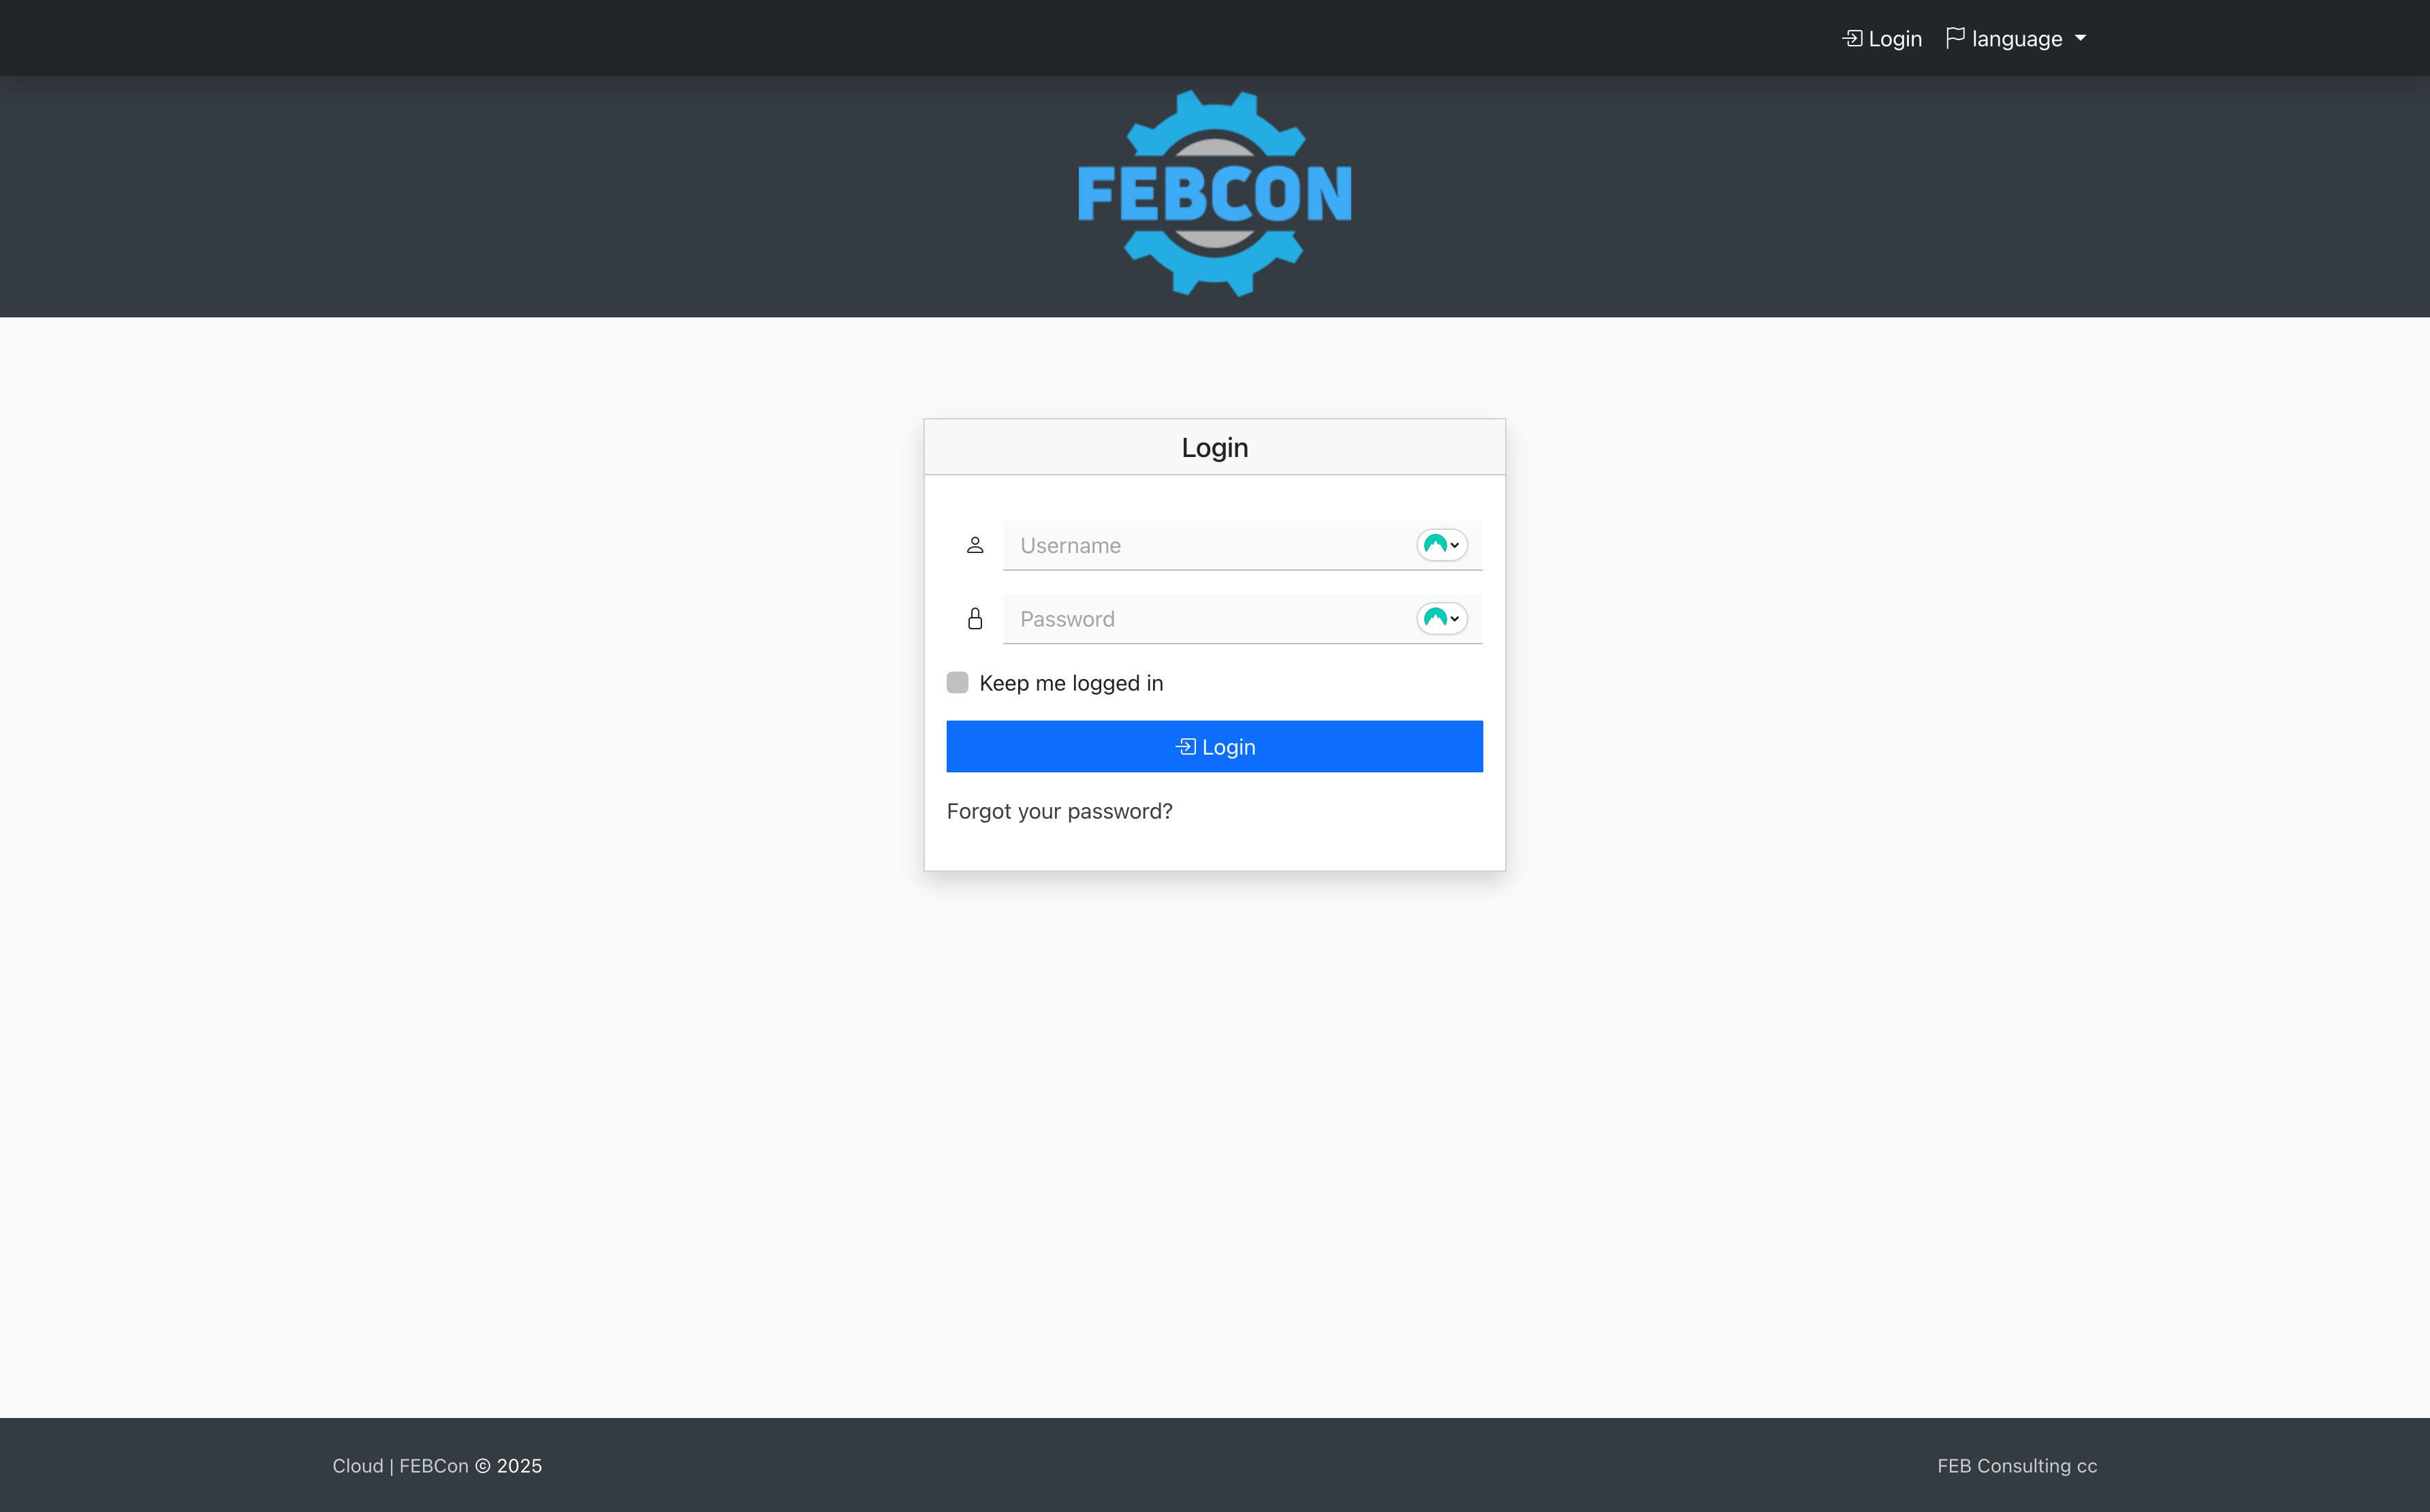 Login language
FEBCON
Login
Username
Password
Keep me logged in
Login
Forgot your password?
Cloud | FEBCon © 2025
FEB Consulting cc